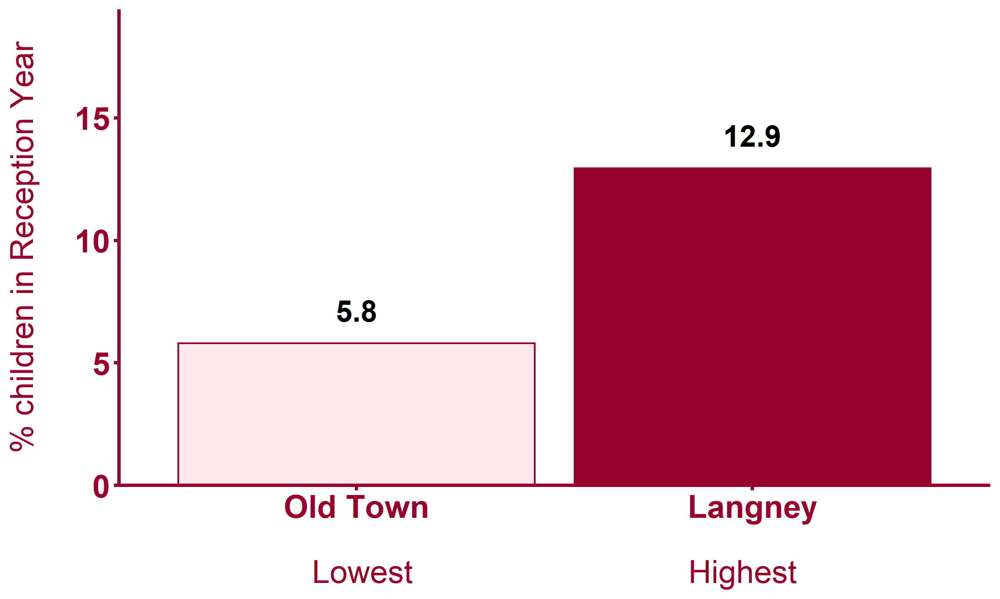 % children in Reception Year
15
10
5
0
5.8
12.9
Old Town
Langney
Lowest
Highest